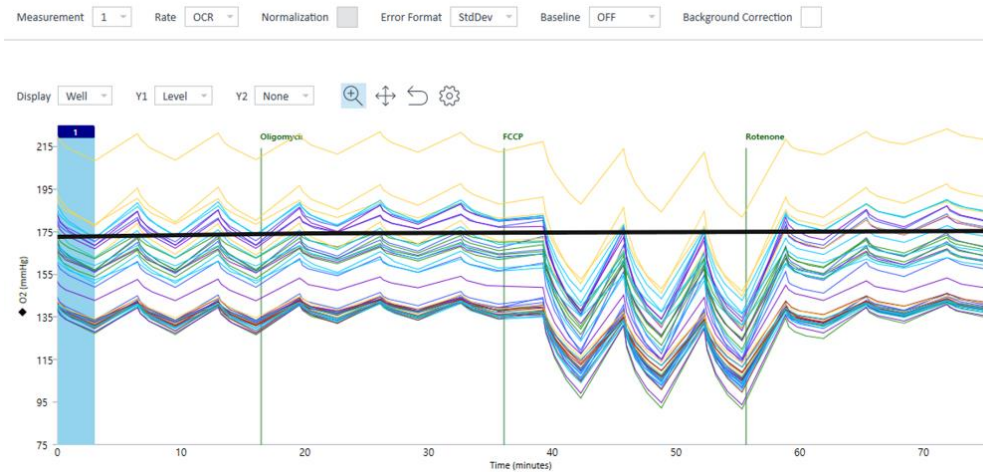 Measurement 1 Rate OCR Normalization Error Format StdDev Baseline OFF Background Correction
Display Well Y1 Level Y2 None
1
Oligomycin FCCP Rotenone
215
195
175
155
135
115
95
75
O2 (mmHg)
0 10 20 30 40 50 60 70
Time (minutes)